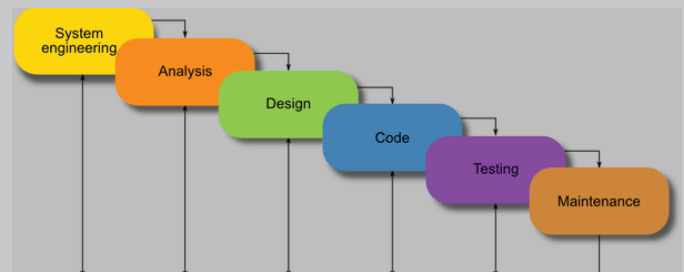 System
engineering
Analysis
Design
Code
Testing
Maintenance